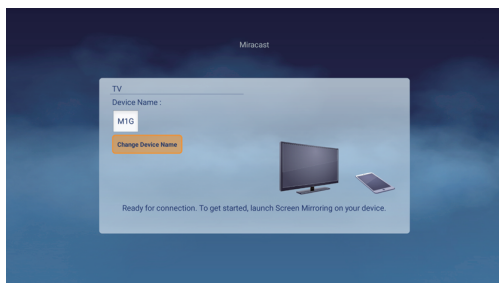 Miracast
TV
Device Name :
M1G
Change Device Name
Ready for connection. To get started, launch Screen Mirroring on your device.